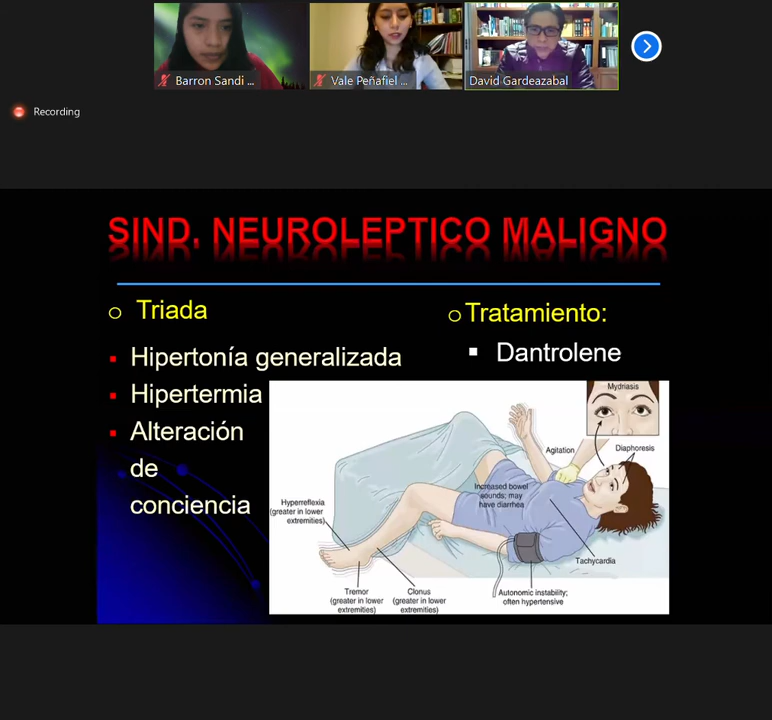 Barron Sandi ...
Vale Peñafiel ...
David Gardeazabal
Recording
SIND. NEUROLEPTICO MALIGNO
Triada
Hipertonía generalizada
Hipertermia
Alteración
de
conciencia
Tratamiento:
Dantrolene
Mydriasis
Agitation
Diaphoresis
Increased bowel
sounds; may
have diarrhea
Hyperreflexia
(greater in lower
extremities)
Tachycardia
Tremor
(greater in lower
extremities)
Clonus
(greater in lower
extremities)
Autonomic instability;
often hypertensive